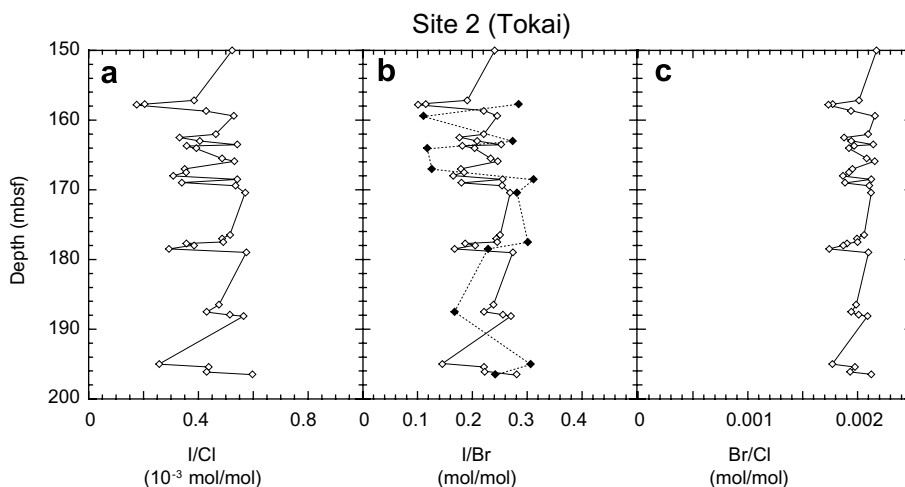 Site 2 (Tokai)
a
b
c
Depth (mbsf)
150
160
170
180
190
200
0 0.4 0.8
0 0.1 0.2 0.3 0.4
0 0.001 0.002
I/Cl
(10⁻³ mol/mol)
I/Br
(mol/mol)
Br/Cl
(mol/mol)